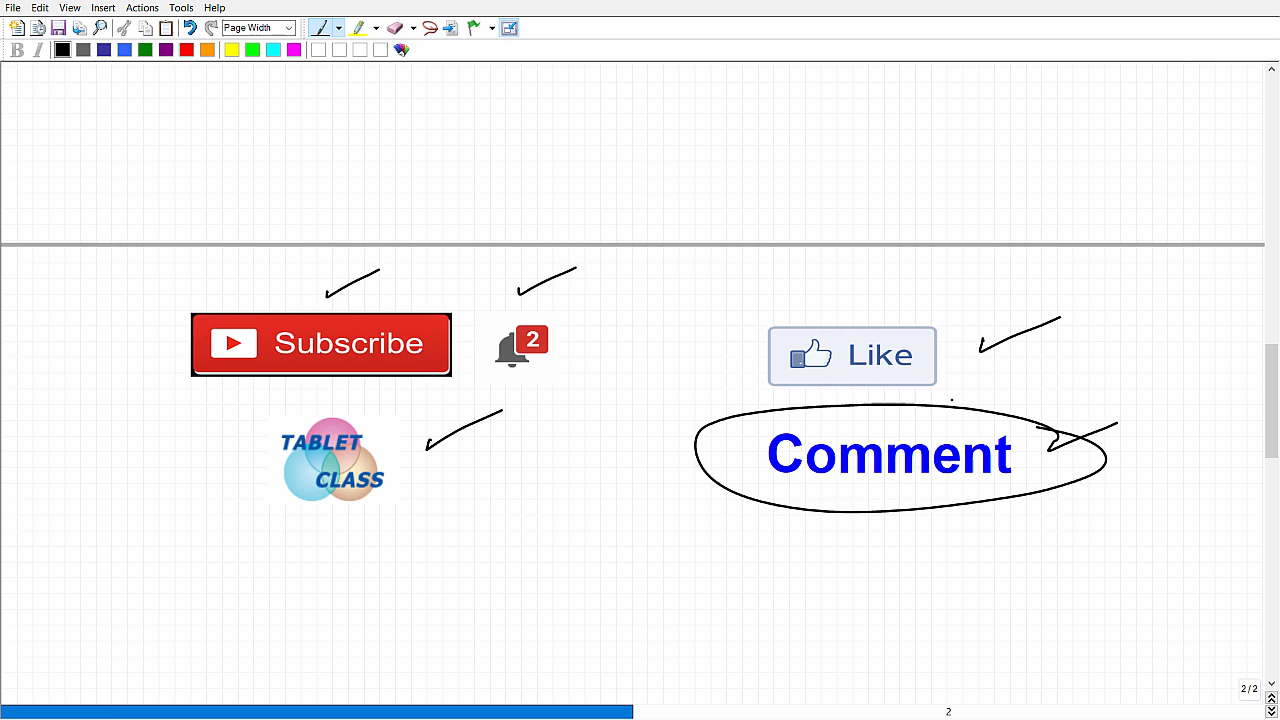 File Edit View Insert Actions Tools Help
Page Width
B I
Subscribe 2
Like
TABLET CLASS
Comment
2/2
2